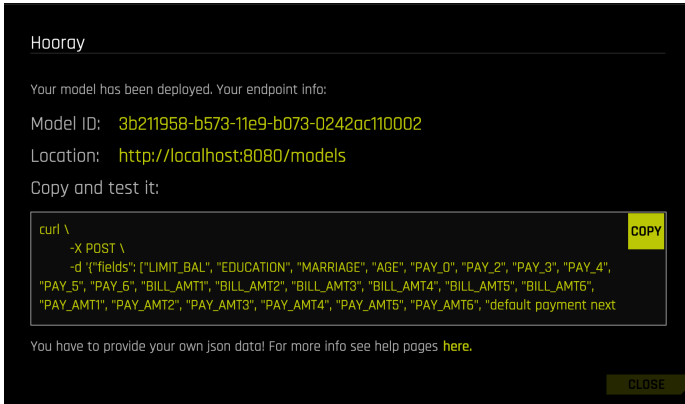 Hooray
Your model has been deployed. Your endpoint info:
Model ID: 3b211958-b573-11e9-b073-0242ac110002
Location: http://localhost:8080/models
Copy and test it:
curl \
COPY
-X POST \
-d '{"fields": ["LIMIT_BAL", "EDUCATION", "MARRIAGE", "AGE", "PAY_0", "PAY_2", "PAY_3", "PAY_4",
"PAY_5", "PAY_6", "BILL_AMT1", "BILL_AMT2", "BILL_AMT3", "BILL_AMT4", "BILL_AMT5", "BILL_AMT6",
"PAY_AMT1", "PAY_AMT2", "PAY_AMT3", "PAY_AMT4", "PAY_AMT5", "PAY_AMT6", "default payment next
You have to provide your own json data! For more info see help pages here.
CLOSE